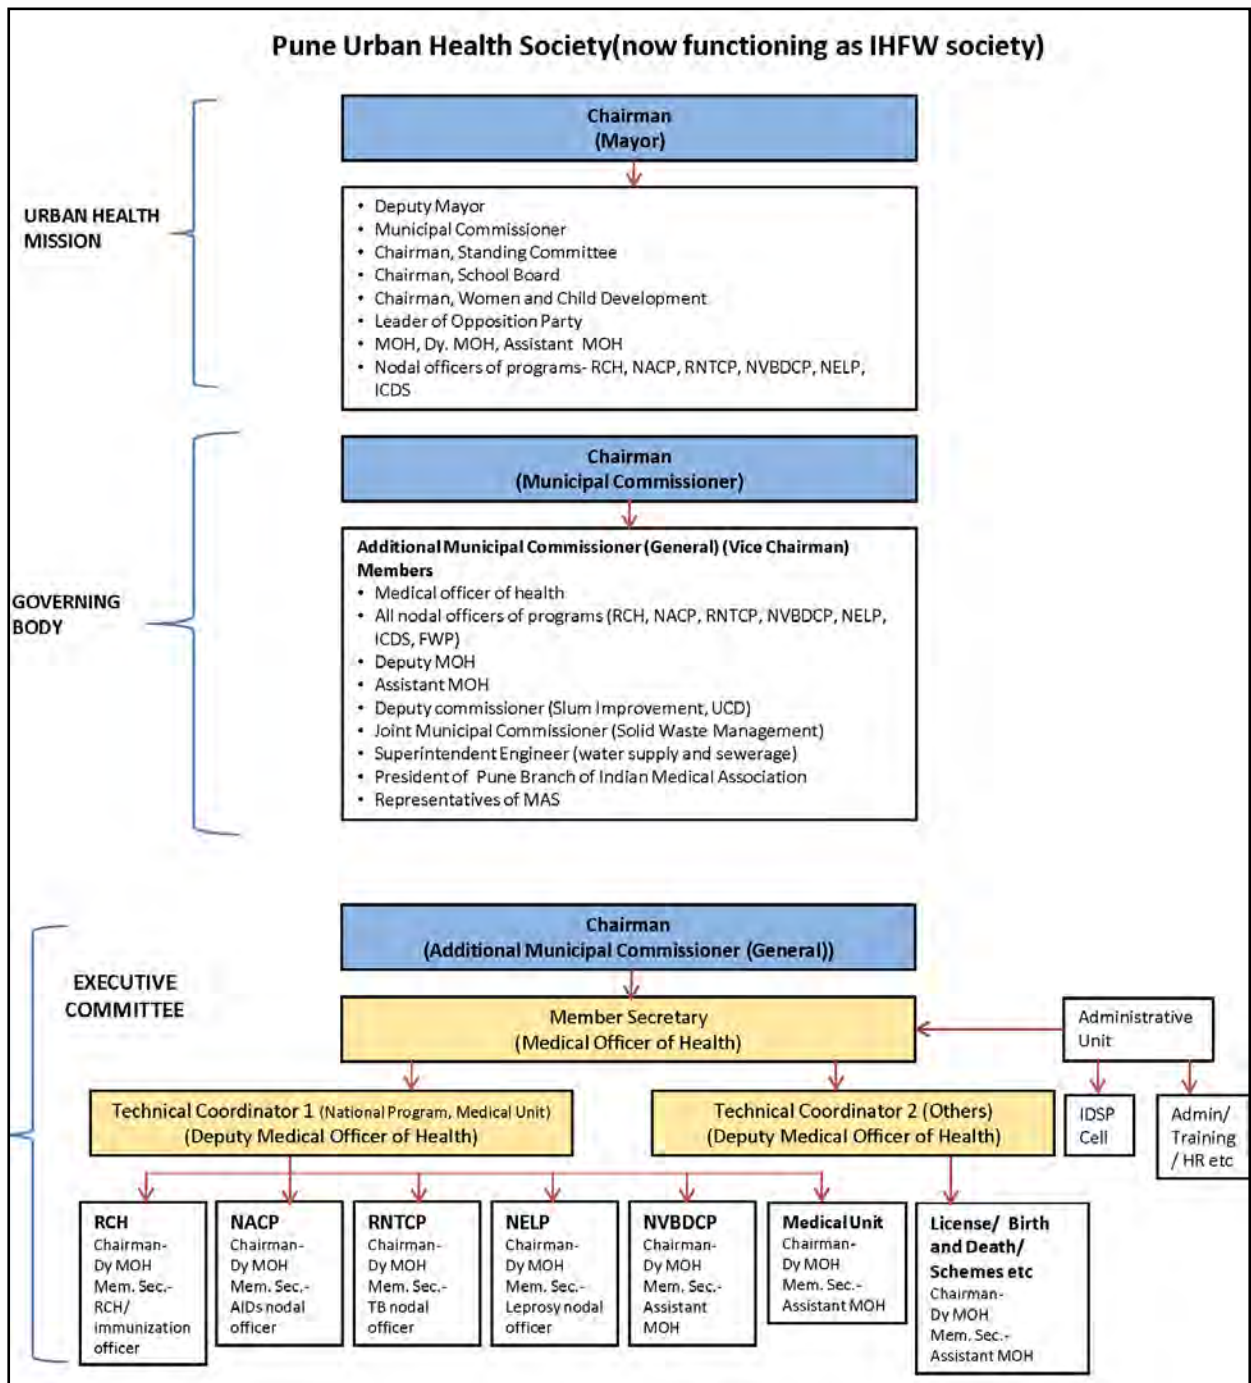 Pune Urban Health Society(now functioning as IHFW society)
Chairman
(Mayor)
URBAN HEALTH
MISSION
• Deputy Mayor
• Municipal Commissioner
• Chairman, Standing Committee
• Chairman, School Board
• Chairman, Women and Child Development
• Leader of Opposition Party
• MOH, Dy. MOH, Assistant MOH
• Nodal officers of programs- RCH, NACP, RNTCP, NVBDCP, NELP,
ICDS
Chairman
(Municipal Commissioner)
GOVERNING
BODY
Additional Municipal Commissioner (General) (Vice Chairman)
Members
• Medical officer of health
• All nodal officers of programs (RCH, NACP, RNTCP, NVBDCP, NELP,
ICDS, FWP)
• Deputy MOH
• Assistant MOH
• Deputy commissioner (Slum Improvement, UCD)
• Joint Municipal Commissioner (Solid Waste Management)
• Superintendent Engineer (water supply and sewerage)
• President of Pune Branch of Indian Medical Association
• Representatives of MAS
Chairman
(Additional Municipal Commissioner (General))
EXECUTIVE
COMMITTEE
Member Secretary
(Medical Officer of Health)
Administrative
Unit
Technical Coordinator 1 (National Program, Medical Unit)
(Deputy Medical Officer of Health)
Technical Coordinator 2 (Others)
(Deputy Medical Officer of Health)
IDSP
Cell
Admin/
Training
/ HR etc
RCH
Chairman-
Dy MOH
Mem. Sec.-
RCH/
immunization
officer
NACP
Chairman-
Dy MOH
Mem. Sec.-
AIDs nodal
officer
RNTCP
Chairman-
Dy MOH
Mem. Sec.-
TB nodal
officer
NELP
Chairman-
Dy MOH
Mem. Sec.-
Leprosy nodal
officer
NVBDCP
Chairman-
Dy MOH
Mem. Sec.-
Assistant
MOH
Medical Unit
Chairman-
Dy MOH
Mem. Sec.-
Assistant MOH
License/ Birth
and Death/
Schemes etc
Chairman-
Dy MOH
Mem. Sec.-
Assistant MOH